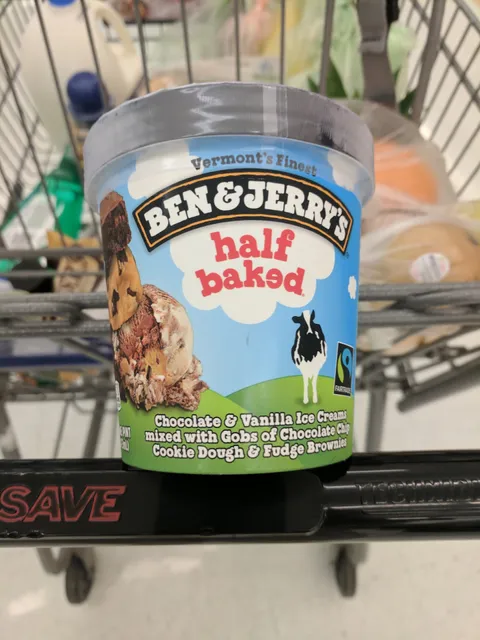 Vermont's Finest
BEN & JERRY'S
half
baked
FAIRTRADE
Chocolate & Vanilla Ice Creams
mixed with Gobs of Chocolate Chip
Cookie Dough & Fudge Brownies
SAVE